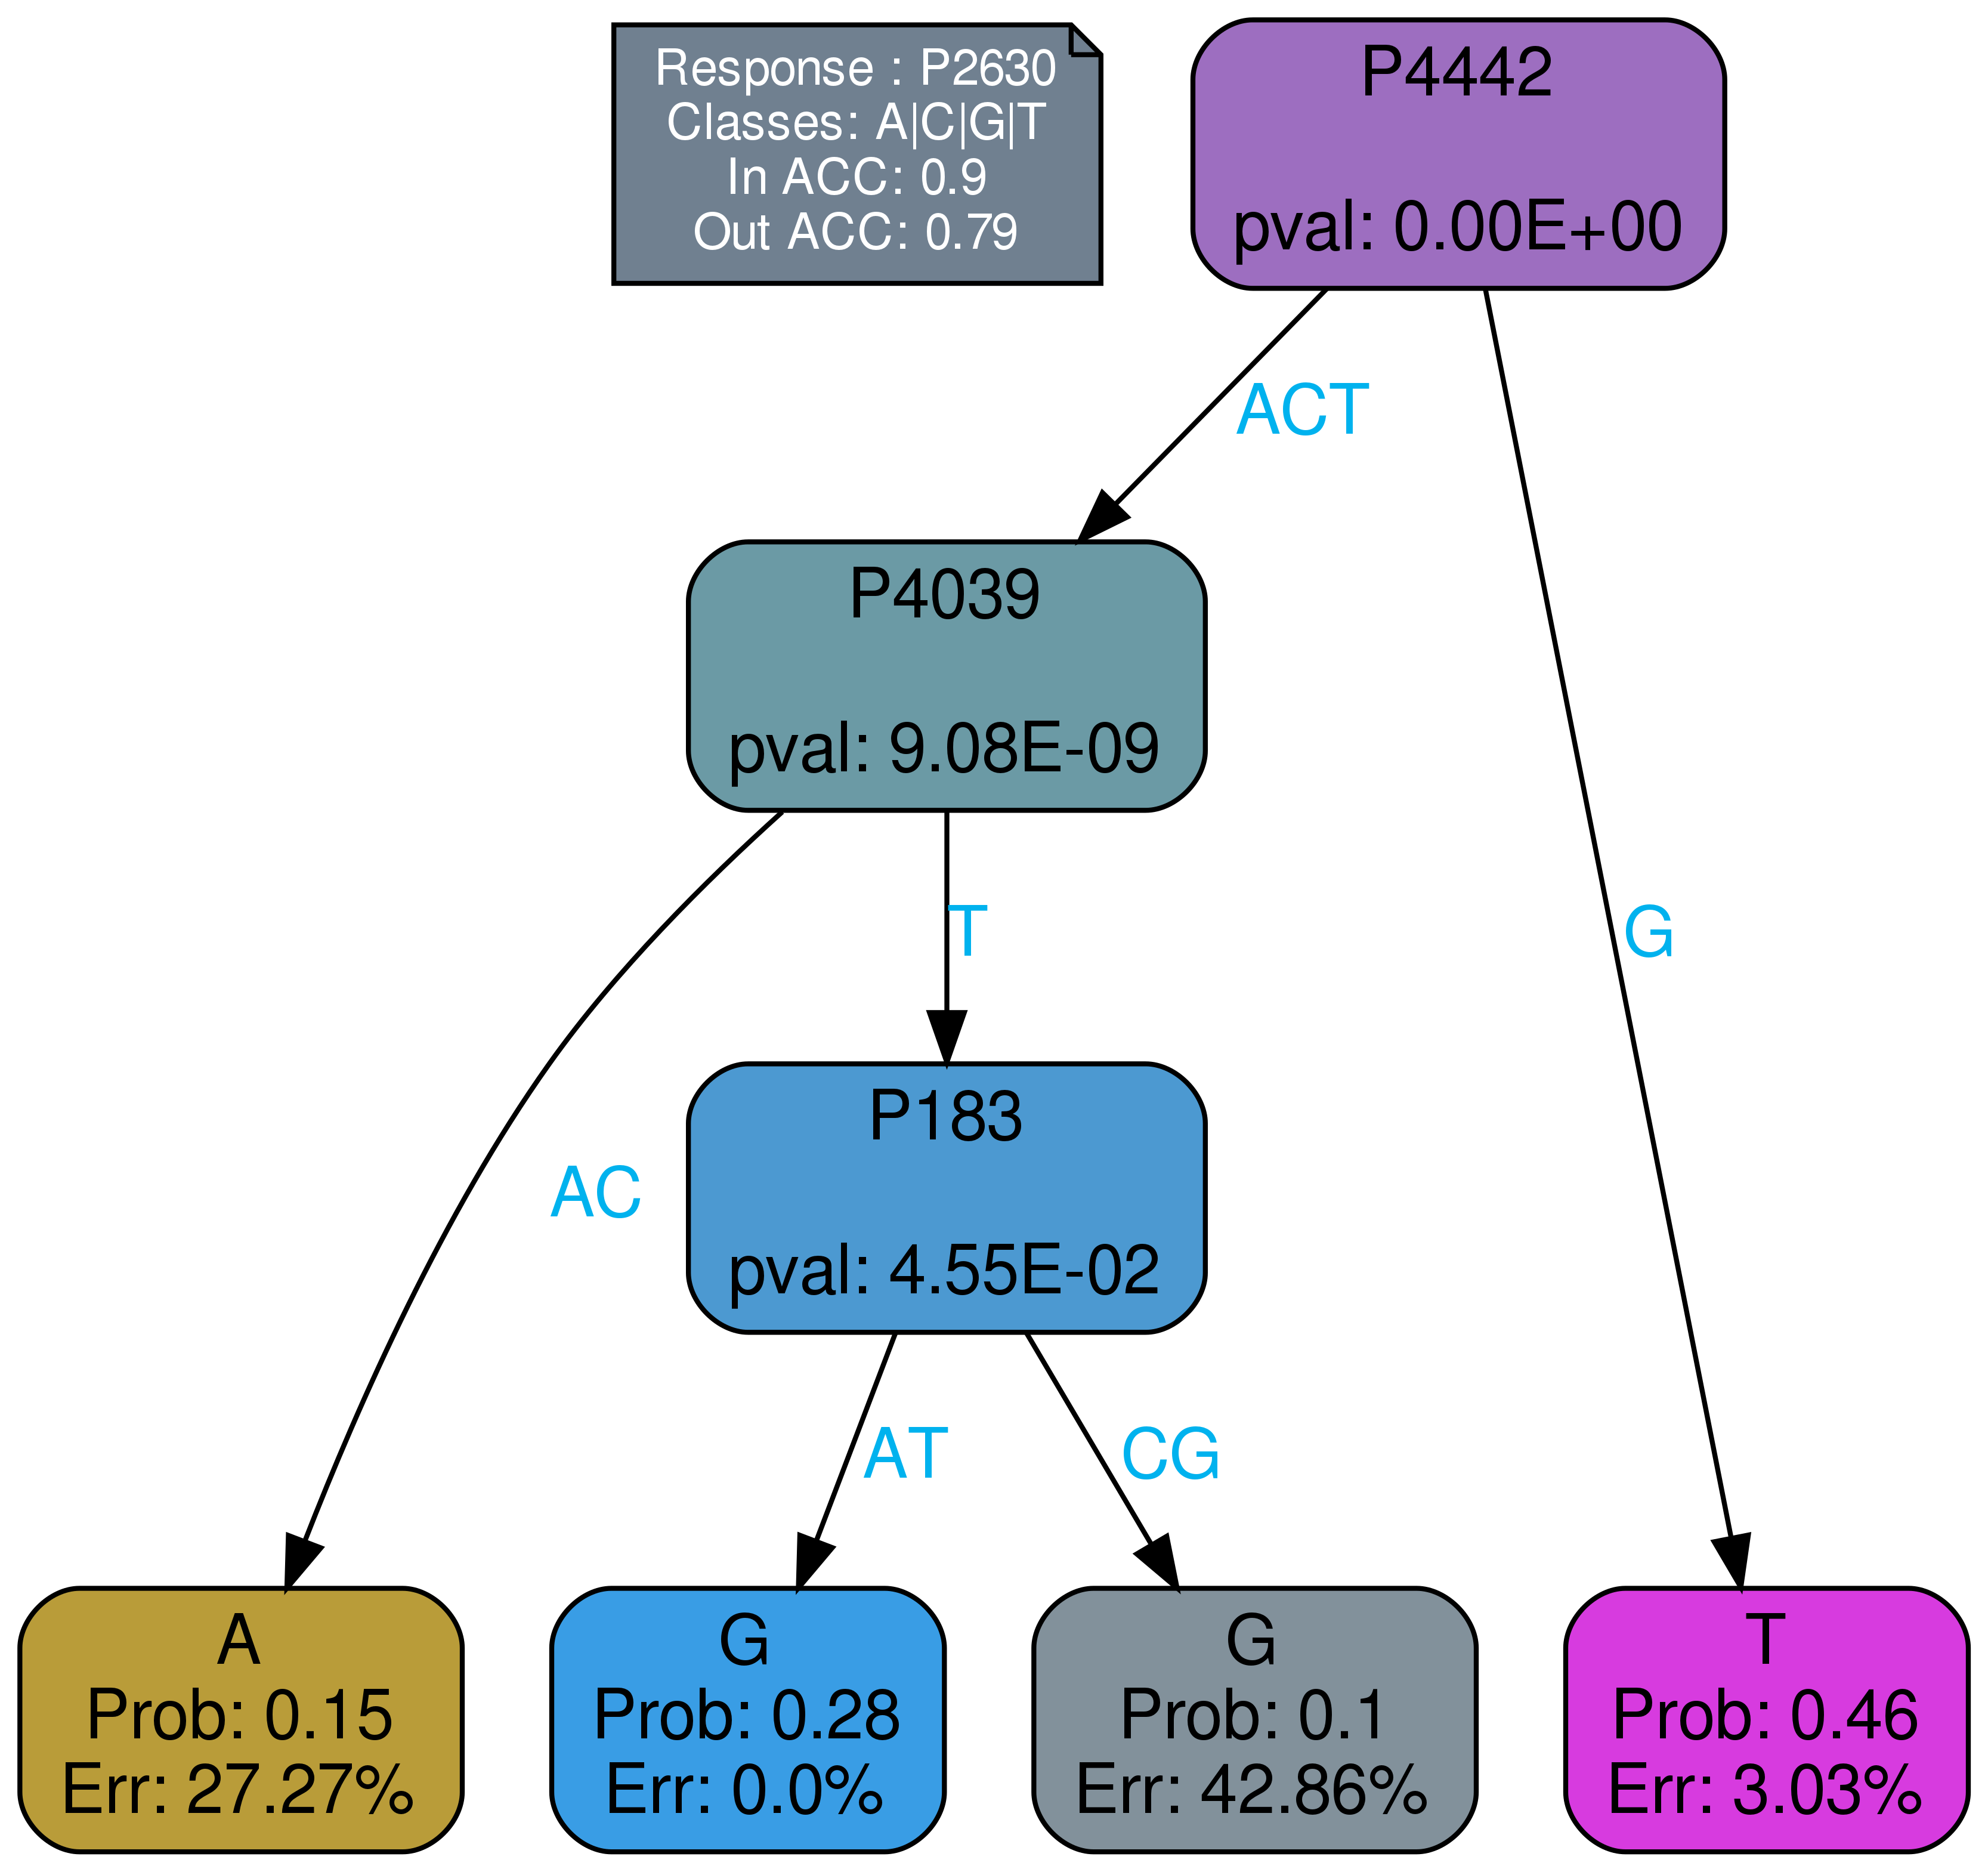 Response : P2630
Classes: A|C|G|T
In ACC: 0.9
Out ACC: 0.79
P4442
pval: 0.00E+00
ACT
G
P4039
pval: 9.08E-09
AC
T
P183
pval: 4.55E-02
AT
CG
A
Prob: 0.15
Err: 27.27%
G
Prob: 0.28
Err: 0.0%
G
Prob: 0.1
Err: 42.86%
T
Prob: 0.46
Err: 3.03%